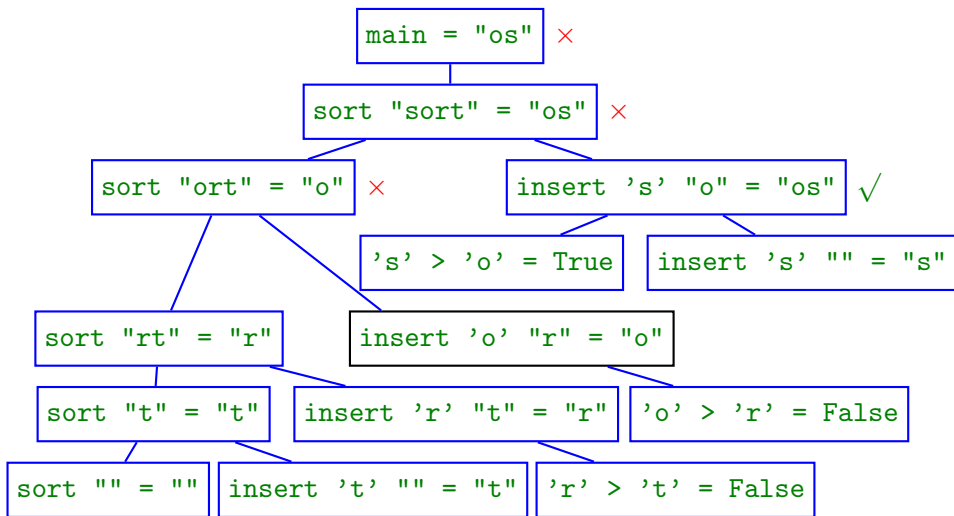 main = "os" ×
sort "sort" = "os" ×
sort "ort" = "o" ×
insert 's' "o" = "os" √
's' > 'o' = True
insert 's' "" = "s"
sort "rt" = "r"
insert 'o' "r" = "o"
sort "t" = "t"
insert 'r' "t" = "r"
'o' > 'r' = False
sort "" = ""
insert 't' "" = "t"
'r' > 't' = False